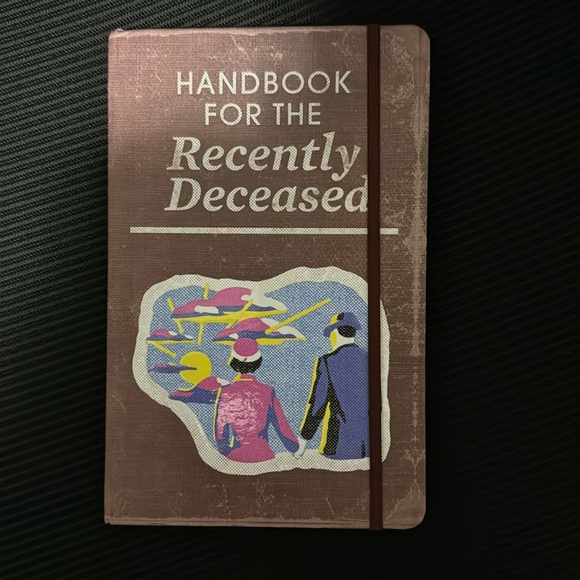 HANDBOOK
FOR THE
Recently
Deceased